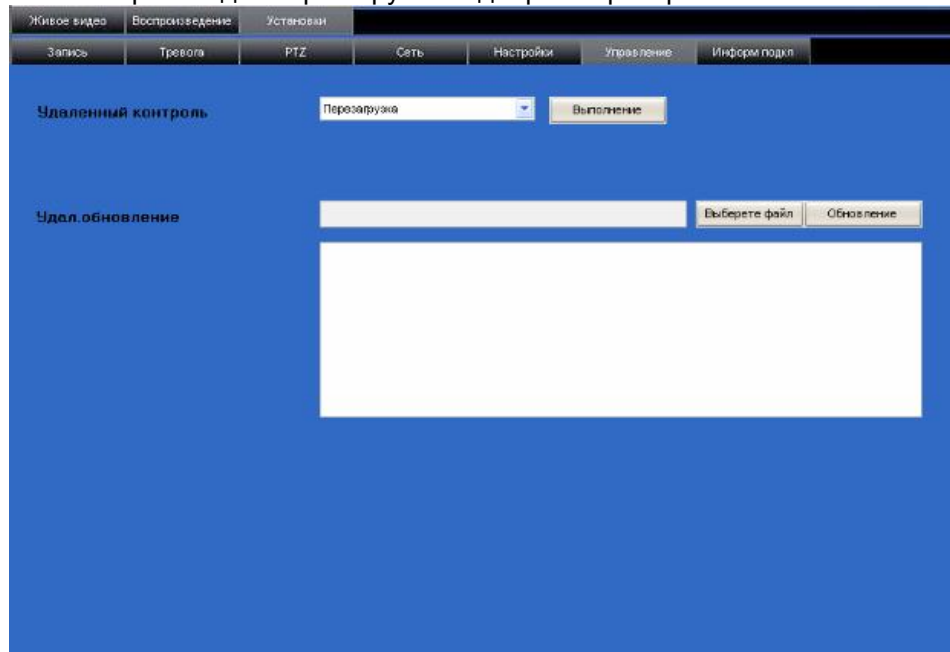 Живое видео Воспроизведение Установки
Запись Тревога PTZ Сеть Настройки Управление Информ подкл
Удаленный контроль Перезагрузка Выполнение
Удал.обновление Выберете файл Обновление